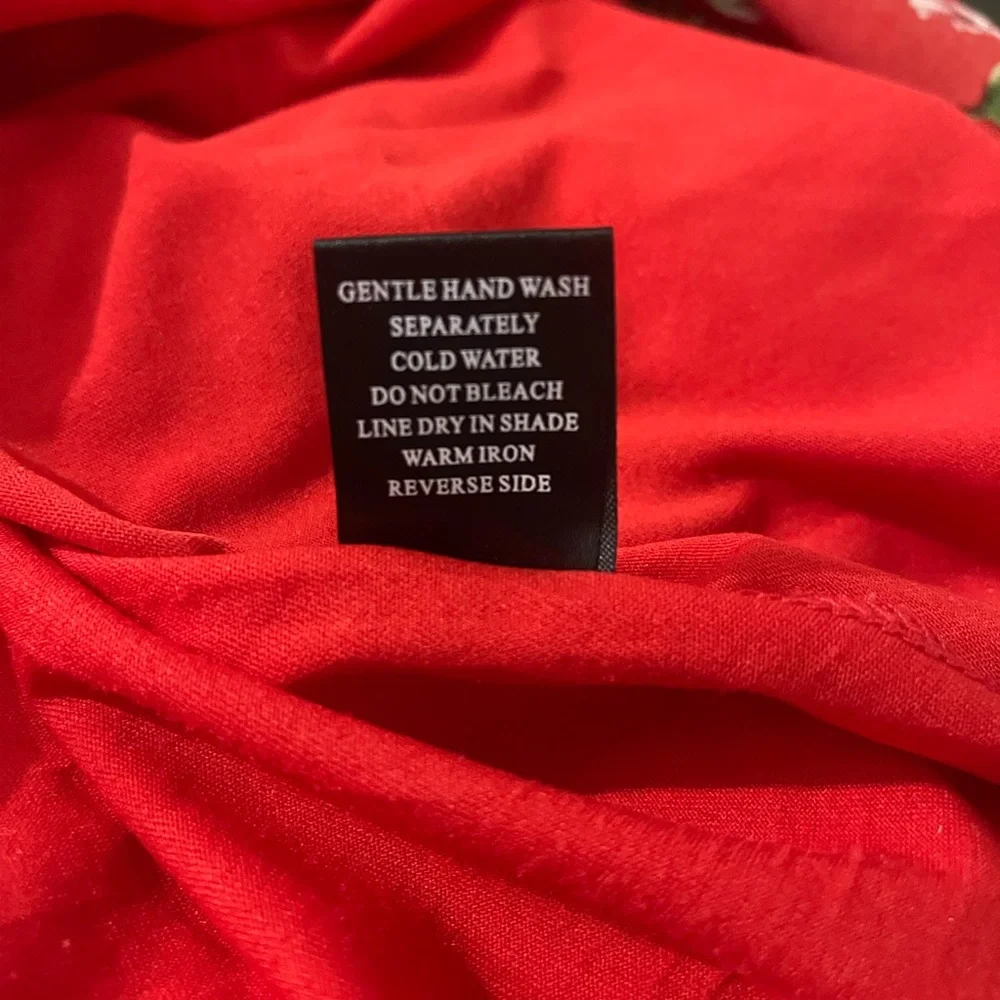 GENTLE HAND WASH
SEPARATELY
COLD WATER
DO NOT BLEACH
LINE DRY IN SHADE
WARM IRON
REVERSE SIDE